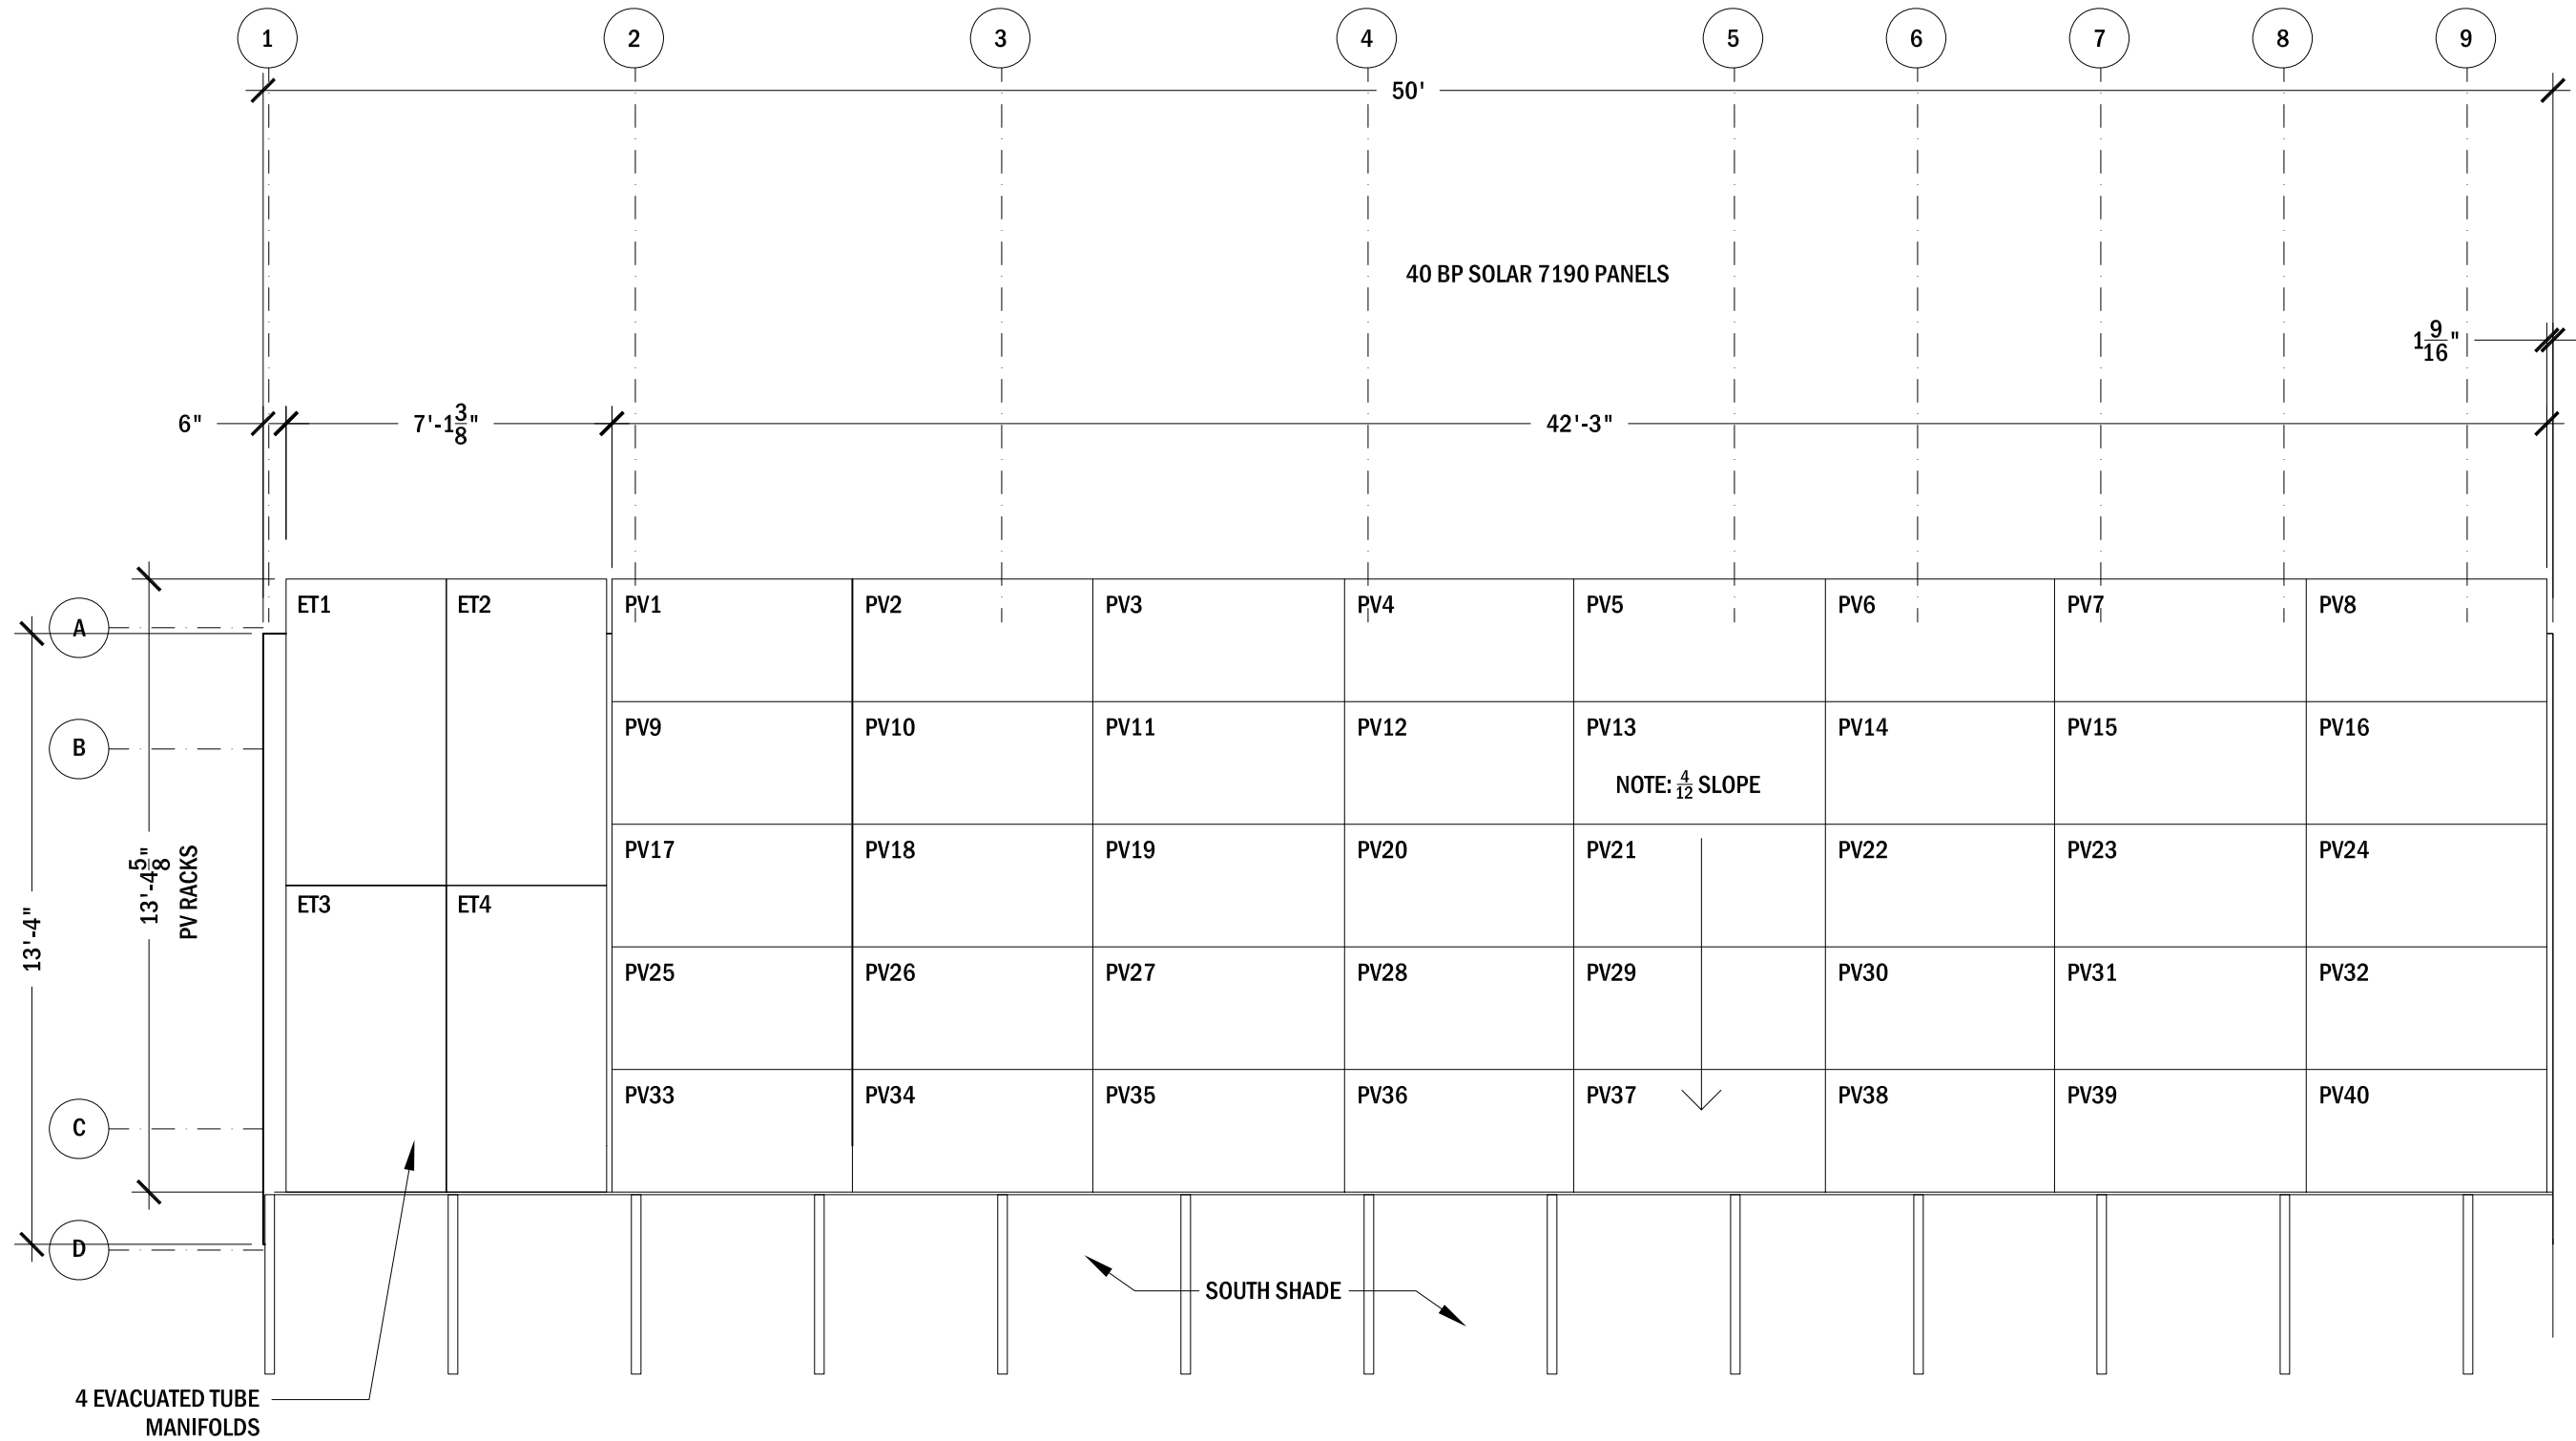 1 2 3 4 5 6 7 8 9
50'
40 BP SOLAR 7190 PANELS
1 9/16"
6" 7'-1 3/8" 42'-3"
ET1 ET2 PV1 PV2 PV3 PV4 PV5 PV6 PV7 PV8
A
PV9 PV10 PV11 PV12 PV13 PV14 PV15 PV16
B
NOTE: 4/12 SLOPE
PV17 PV18 PV19 PV20 PV21 PV22 PV23 PV24
13'-4"
13'-4 5/8"
PV RACKS
ET3 ET4
PV25 PV26 PV27 PV28 PV29 PV30 PV31 PV32
PV33 PV34 PV35 PV36 PV37 PV38 PV39 PV40
C
D
SOUTH SHADE
4 EVACUATED TUBE
MANIFOLDS